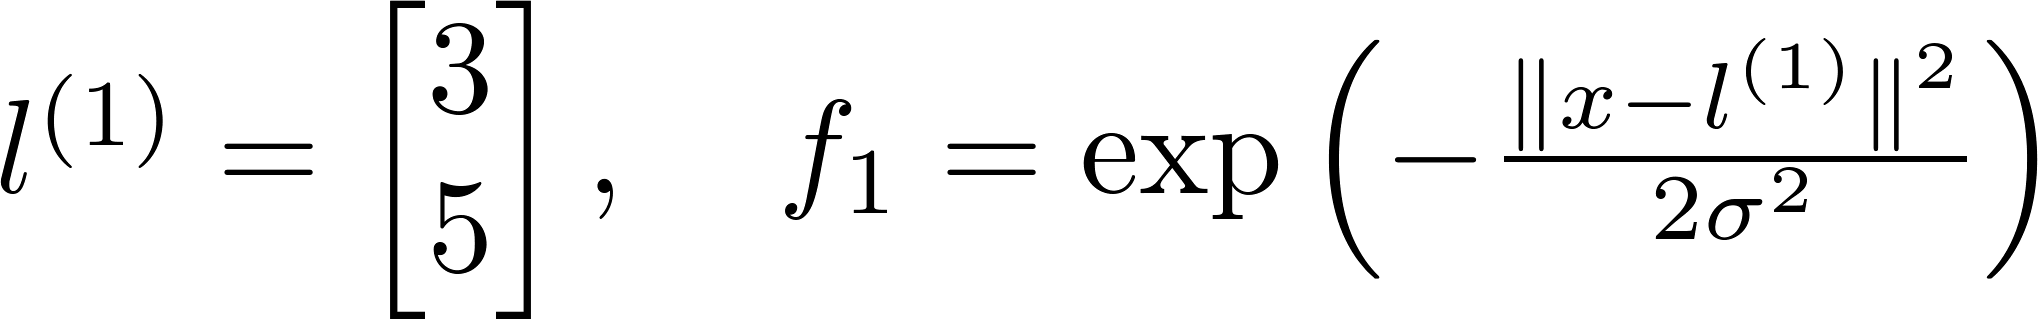 $l^{(1)} = \begin{bmatrix} 3 \\ 5 \end{bmatrix}, \quad f_1 = \exp\left(-\frac{\|x-l^{(1)}\|^2}{2\sigma^2}\right)$